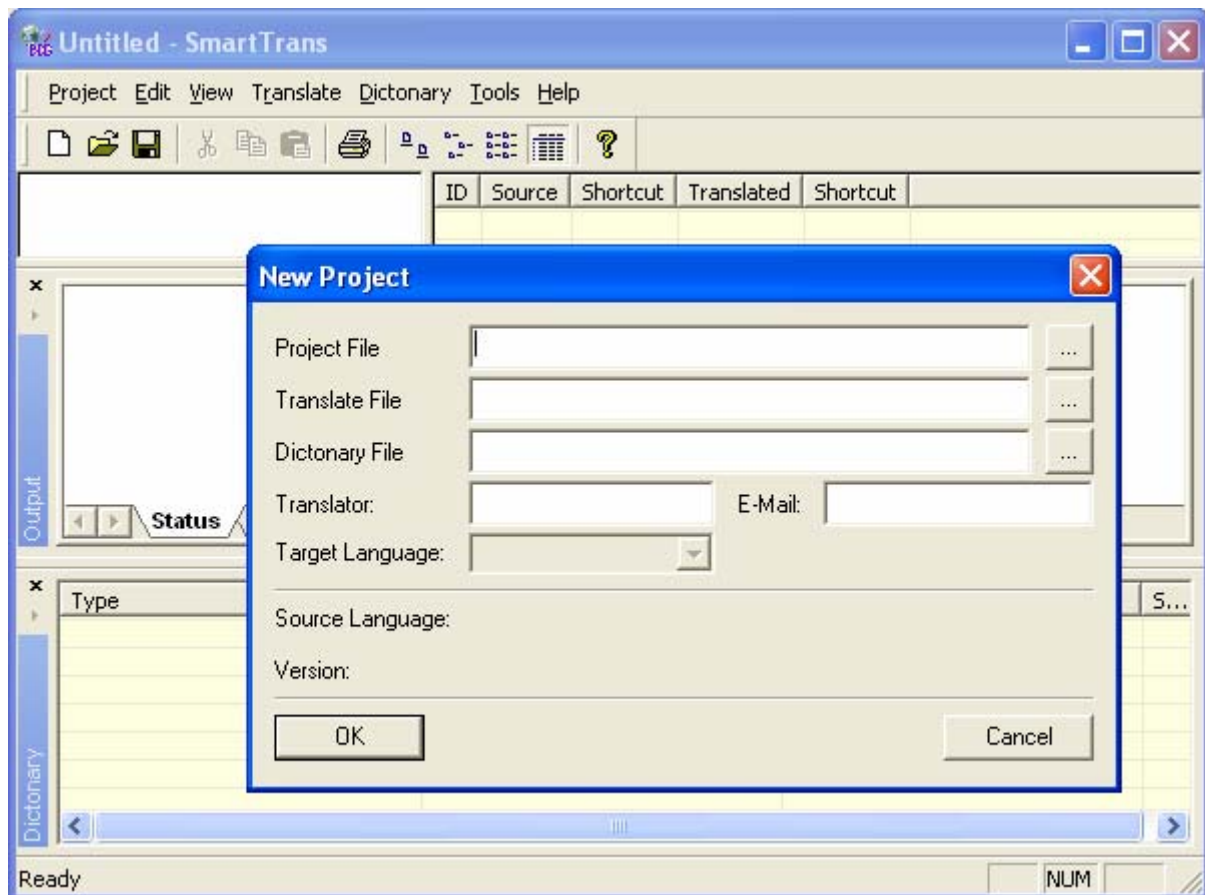 Untitled - SmartTrans
Project Edit View Translate Dictonary Tools Help
ID Source Shortcut Translated Shortcut
New Project
Project File ...
Translate File ...
Dictonary File ...
Translator: E-Mail:
Target Language:
Source Language:
Version:
OK Cancel
Output
Status
Type S...
Dictonary
Ready NUM